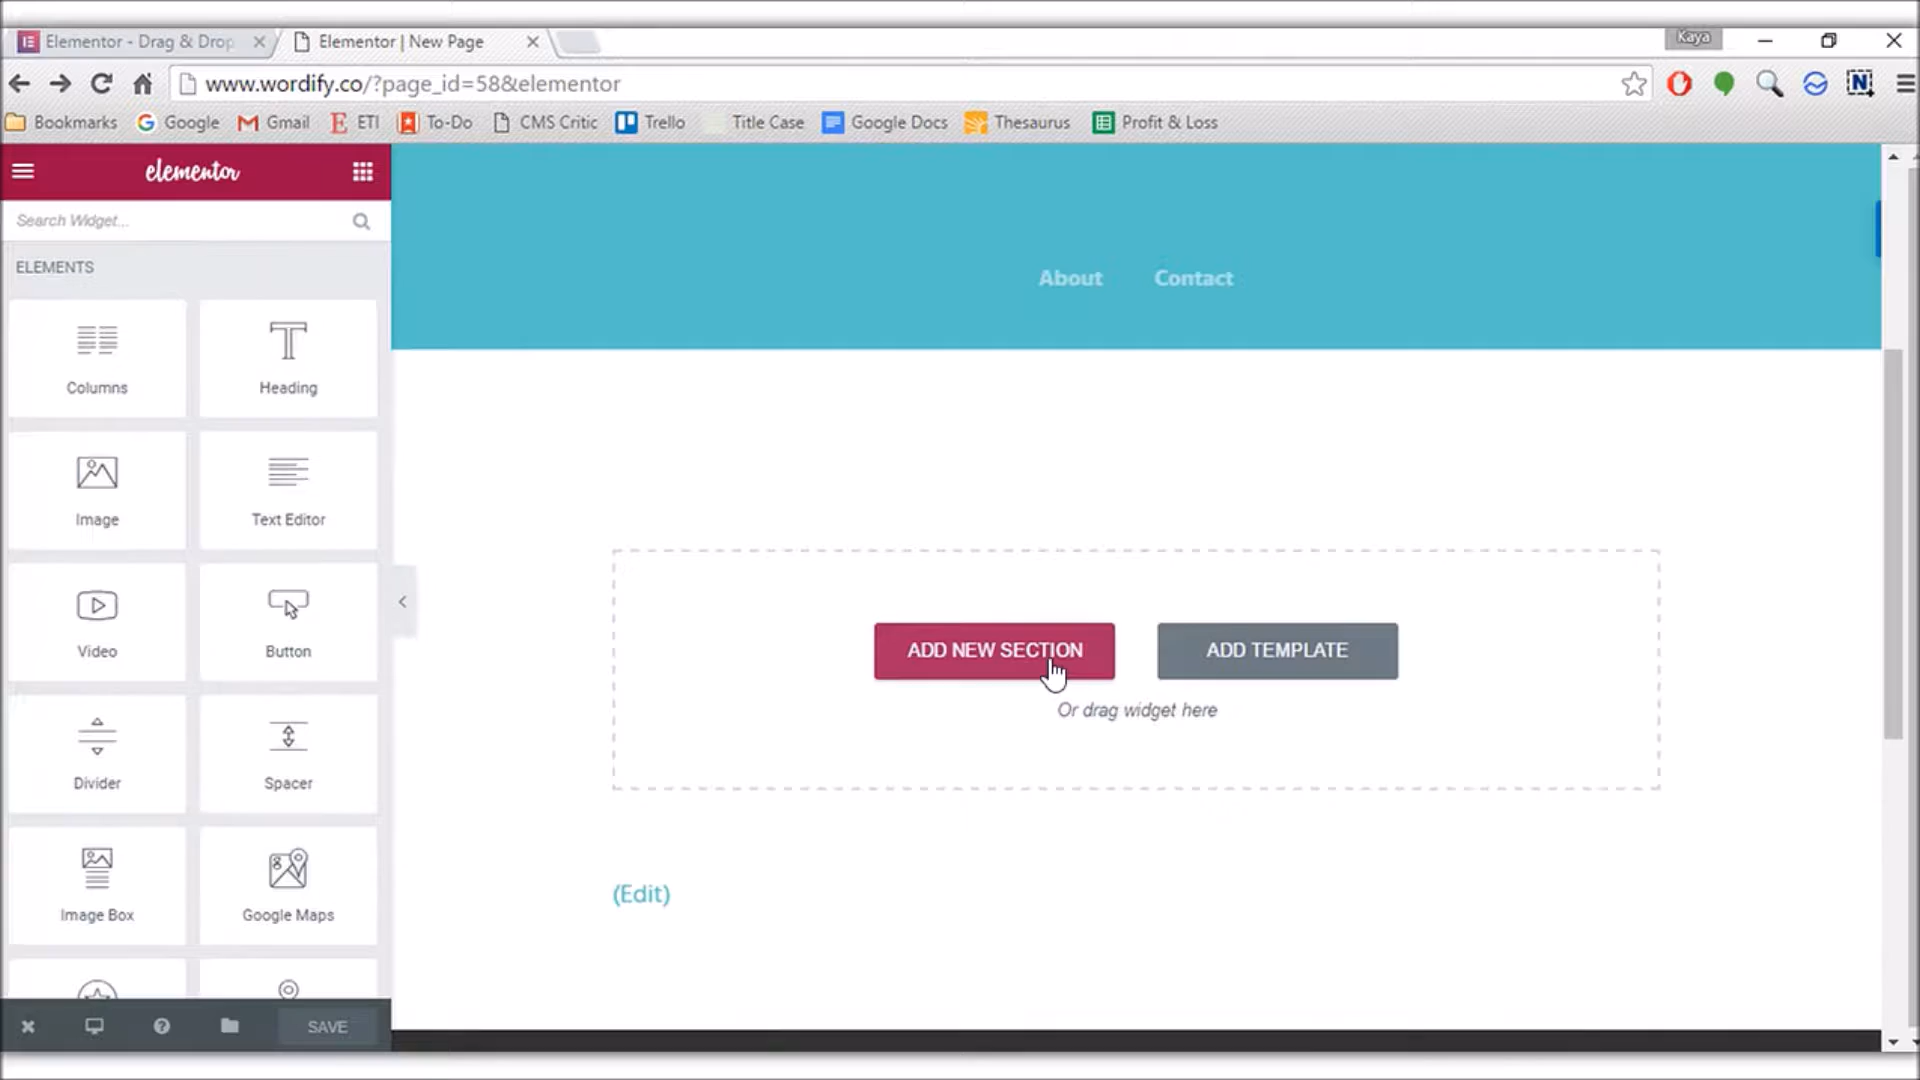 Elementor - Drag & Drop
Elementor | New Page
Kaya
www.wordify.co/?page_id=58&elementor
Bookmarks
Google
Gmail
ETI
To-Do
CMS Critic
Trello
Title Case
Google Docs
Thesaurus
Profit & Loss
elementor
Search Widget...
ELEMENTS
Columns
Heading
Image
Text Editor
Video
Button
Divider
Spacer
Image Box
Google Maps
SAVE
About
Contact
ADD NEW SECTION
ADD TEMPLATE
Or drag widget here
(Edit)